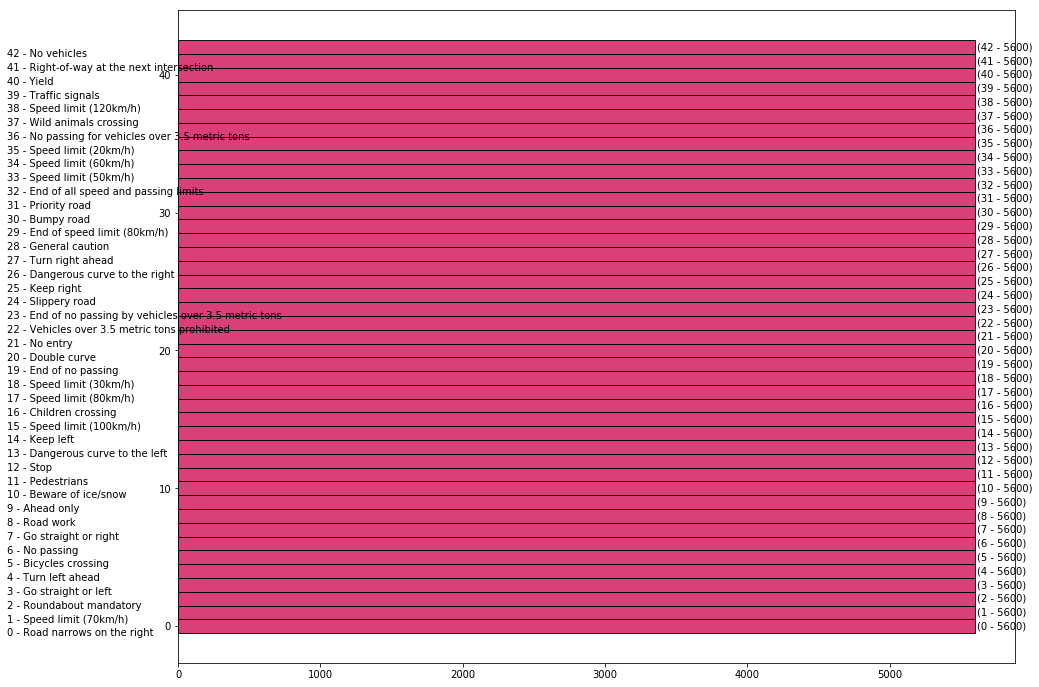 42 - No vehicles (42 - 5600)
41 - Right-of-way at the next intersection (41 - 5600)
40
40 - Yield (40 - 5600)
39 - Traffic signals (39 - 5600)
38 - Speed limit (120km/h) (38 - 5600)
37 - Wild animals crossing (37 - 5600)
36 - No passing for vehicles over 3.5 metric tons (36 - 5600)
35 - Speed limit (20km/h) (35 - 5600)
34 - Speed limit (60km/h) (34 - 5600)
33 - Speed limit (50km/h) (33 - 5600)
32 - End of all speed and passing limits (32 - 5600)
31 - Priority road (31 - 5600)
30
30 - Bumpy road (30 - 5600)
29 - End of speed limit (80km/h) (29 - 5600)
28 - General caution (28 - 5600)
27 - Turn right ahead (27 - 5600)
26 - Dangerous curve to the right (26 - 5600)
25 - Keep right (25 - 5600)
24 - Slippery road (24 - 5600)
23 - End of no passing by vehicles over 3.5 metric tons (23 - 5600)
22 - Vehicles over 3.5 metric tons prohibited (22 - 5600)
21 - No entry (21 - 5600)
20
20 - Double curve (20 - 5600)
19 - End of no passing (19 - 5600)
18 - Speed limit (30km/h) (18 - 5600)
17 - Speed limit (80km/h) (17 - 5600)
16 - Children crossing (16 - 5600)
15 - Speed limit (100km/h) (15 - 5600)
14 - Keep left (14 - 5600)
13 - Dangerous curve to the left (13 - 5600)
12 - Stop (12 - 5600)
11 - Pedestrians (11 - 5600)
10
10 - Beware of ice/snow (10 - 5600)
9 - Ahead only (9 - 5600)
8 - Road work (8 - 5600)
7 - Go straight or right (7 - 5600)
6 - No passing (6 - 5600)
5 - Bicycles crossing (5 - 5600)
4 - Turn left ahead (4 - 5600)
3 - Go straight or left (3 - 5600)
2 - Roundabout mandatory (2 - 5600)
1 - Speed limit (70km/h) (1 - 5600)
0
0 - Road narrows on the right (0 - 5600)
0 1000 2000 3000 4000 5000